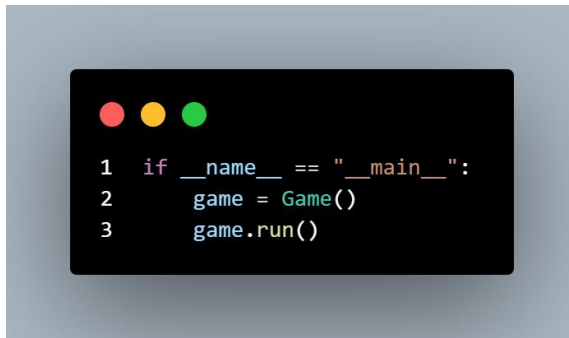 1 if __name__ == "__main__":
2     game = Game()
3     game.run()